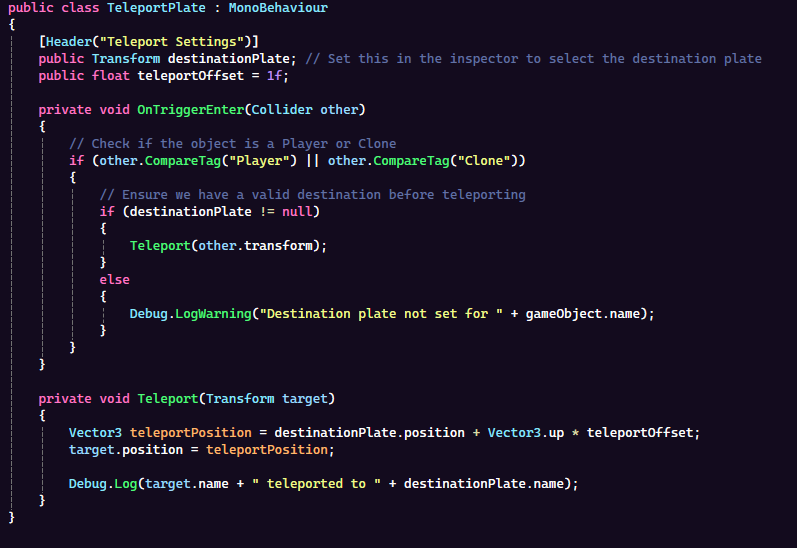 public class TeleportPlate : MonoBehaviour
{
    [Header("Teleport Settings")]
    public Transform destinationPlate; // Set this in the inspector to select the destination plate
    public float teleportOffset = 1f;

    private void OnTriggerEnter(Collider other)
    {
        // Check if the object is a Player or Clone
        if (other.CompareTag("Player") || other.CompareTag("Clone"))
        {
            // Ensure we have a valid destination before teleporting
            if (destinationPlate != null)
            {
                Teleport(other.transform);
            }
            else
            {
                Debug.LogWarning("Destination plate not set for " + gameObject.name);
            }
        }
    }

    private void Teleport(Transform target)
    {
        Vector3 teleportPosition = destinationPlate.position + Vector3.up * teleportOffset;
        target.position = teleportPosition;

        Debug.Log(target.name + " teleported to " + destinationPlate.name);
    }
}